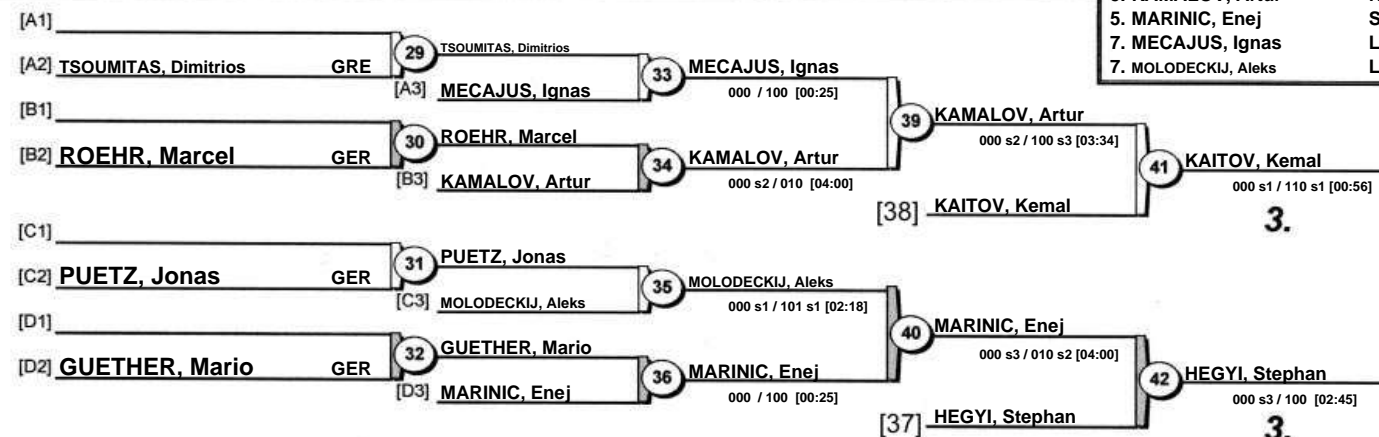 5. MARINIC, Enej S
7. MECAJUS, Ignas L
7. MOLODECKIJ, Aleks L
[A1]
[A2] TSOUMITAS, Dimitrios GRE
29 TSOUMITAS, Dimitrios
[A3] MECAJUS, Ignas
33 MECAJUS, Ignas
000 / 100 [00:25]
[B1]
[B2] ROEHR, Marcel GER
30 ROEHR, Marcel
[B3] KAMALOV, Artur
34 KAMALOV, Artur
000 s2 / 010 [04:00]
39 KAMALOV, Artur
000 s2 / 100 s3 [03:34]
[38] KAITOV, Kemal
41 KAITOV, Kemal
000 s1 / 110 s1 [00:56]
3.
[C1]
[C2] PUETZ, Jonas GER
31 PUETZ, Jonas
[C3] MOLODECKIJ, Aleks
35 MOLODECKIJ, Aleks
000 s1 / 101 s1 [02:18]
[D1]
[D2] GUETHER, Mario GER
32 GUETHER, Mario
[D3] MARINIC, Enej
36 MARINIC, Enej
000 / 100 [00:25]
40 MARINIC, Enej
000 s3 / 010 s2 [04:00]
[37] HEGYI, Stephan
42 HEGYI, Stephan
000 s3 / 100 [02:45]
3.